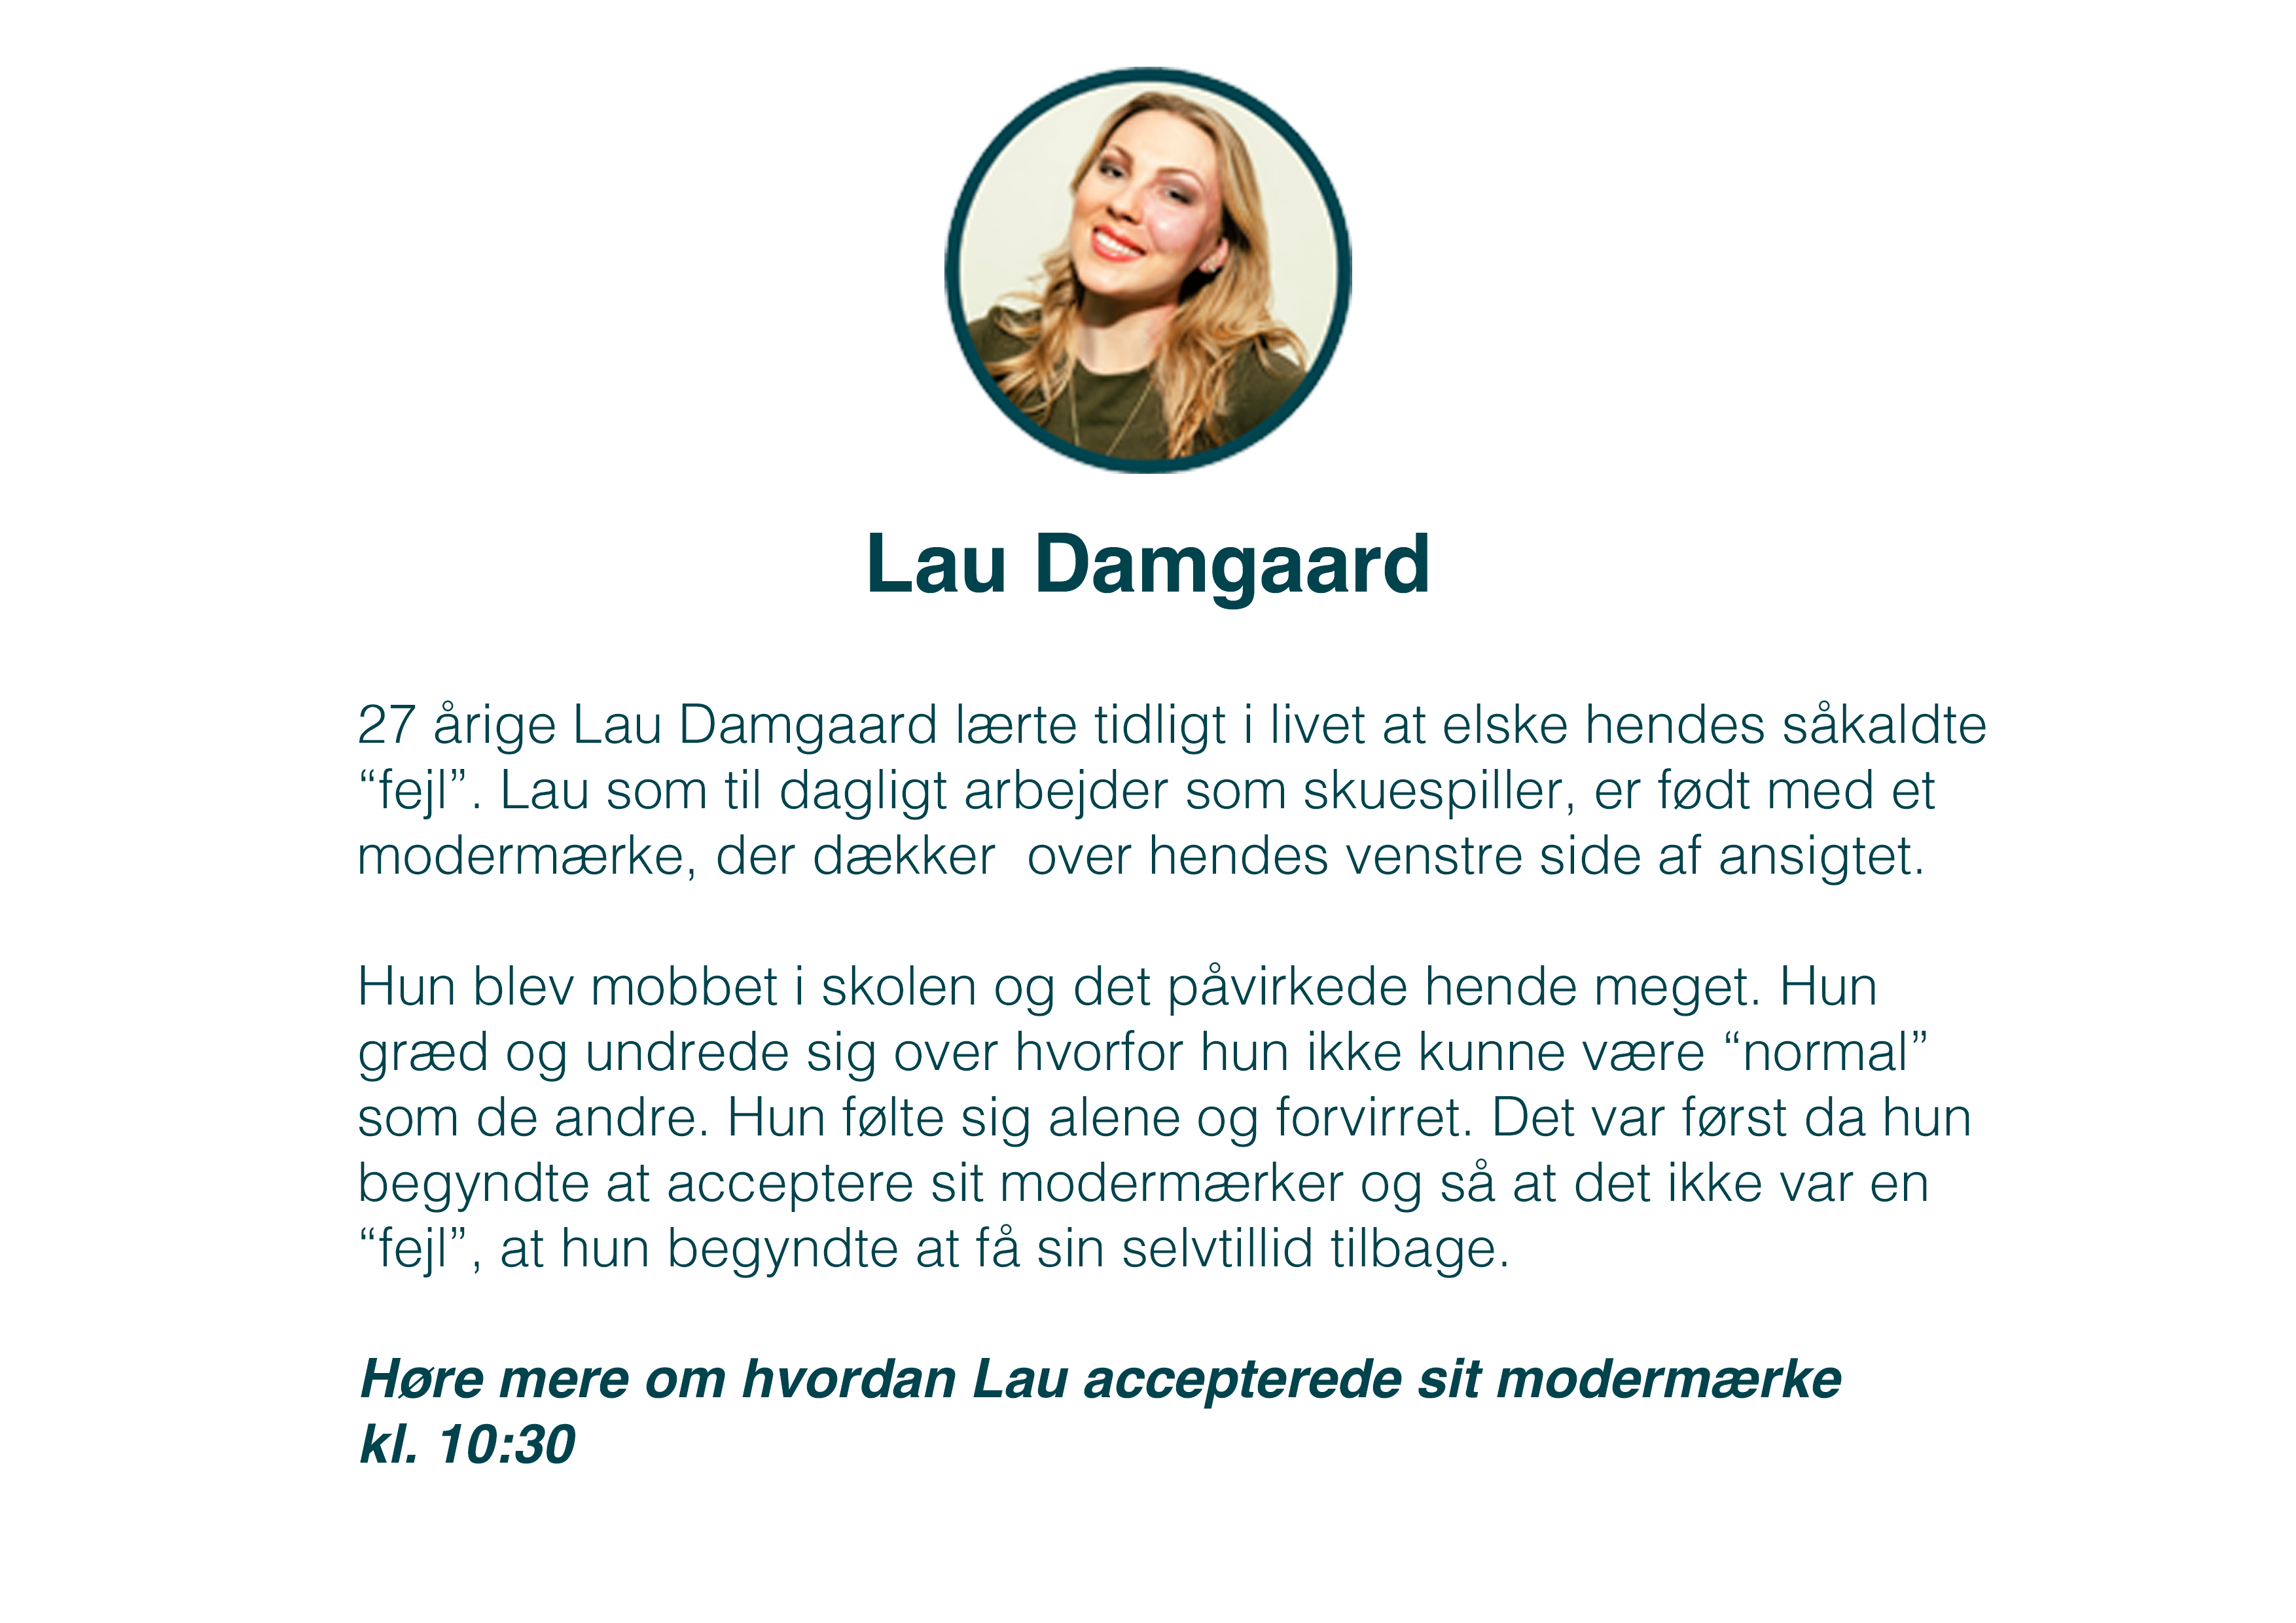 Lau Damgaard
27 årige Lau Damgaard lærte tidligt i livet at elske hendes såkaldte
“fejl”. Lau som til dagligt arbejder som skuespiller, er født med et
modermærke, der dækker  over hendes venstre side af ansigtet.
Hun blev mobbet i skolen og det påvirkede hende meget. Hun
græd og undrede sig over hvorfor hun ikke kunne være “normal”
som de andre. Hun følte sig alene og forvirret. Det var først da hun
begyndte at acceptere sit modermærker og så at det ikke var en
“fejl”, at hun begyndte at få sin selvtillid tilbage.
Høre mere om hvordan Lau accepterede sit modermærke
kl. 10:30